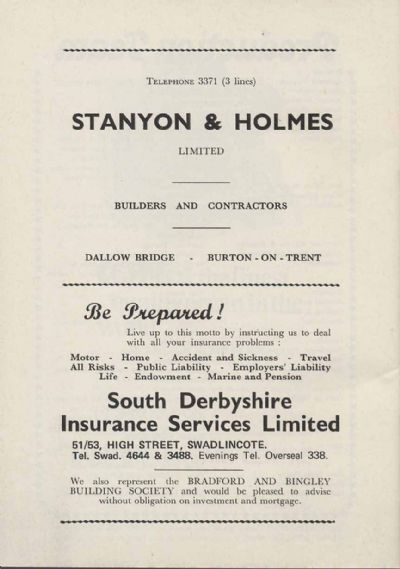 TELEPHONE 3371 (3 lines)
STANYON & HOLMES
LIMITED
BUILDERS AND CONTRACTORS
DALLOW BRIDGE - BURTON-ON-TRENT
Be Prepared!
Live up to this motto by instructing us to deal
with all your insurance problems :
Motor - Home - Accident and Sickness - Travel
All Risks - Public Liability - Employers' Liability
Life - Endowment - Marine and Pension
South Derbyshire
Insurance Services Limited
51/53, HIGH STREET, SWADLINCOTE.
Tel. Swad. 4644 & 3488. Evenings Tel. Overseal 338.
We also represent the BRADFORD AND BINGLEY
BUILDING SOCIETY and would be pleased to advise
without obligation on investment and mortgage.